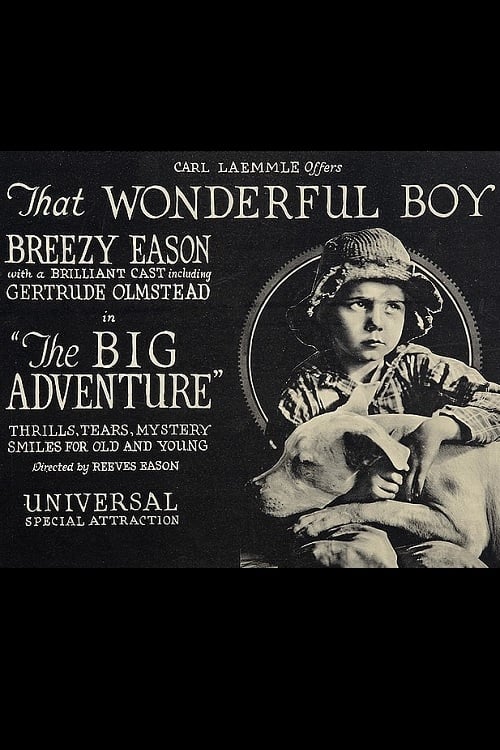 CARL LAEMMLE Offers
That WONDERFUL BOY
BREEZY EASON
with a BRILLIANT CAST including
GERTRUDE OLMSTEAD
in
"The BIG
ADVENTURE"
THRILLS, TEARS, MYSTERY
SMILES FOR OLD AND YOUNG
Directed by REEVES EASON
UNIVERSAL
SPECIAL ATTRACTION